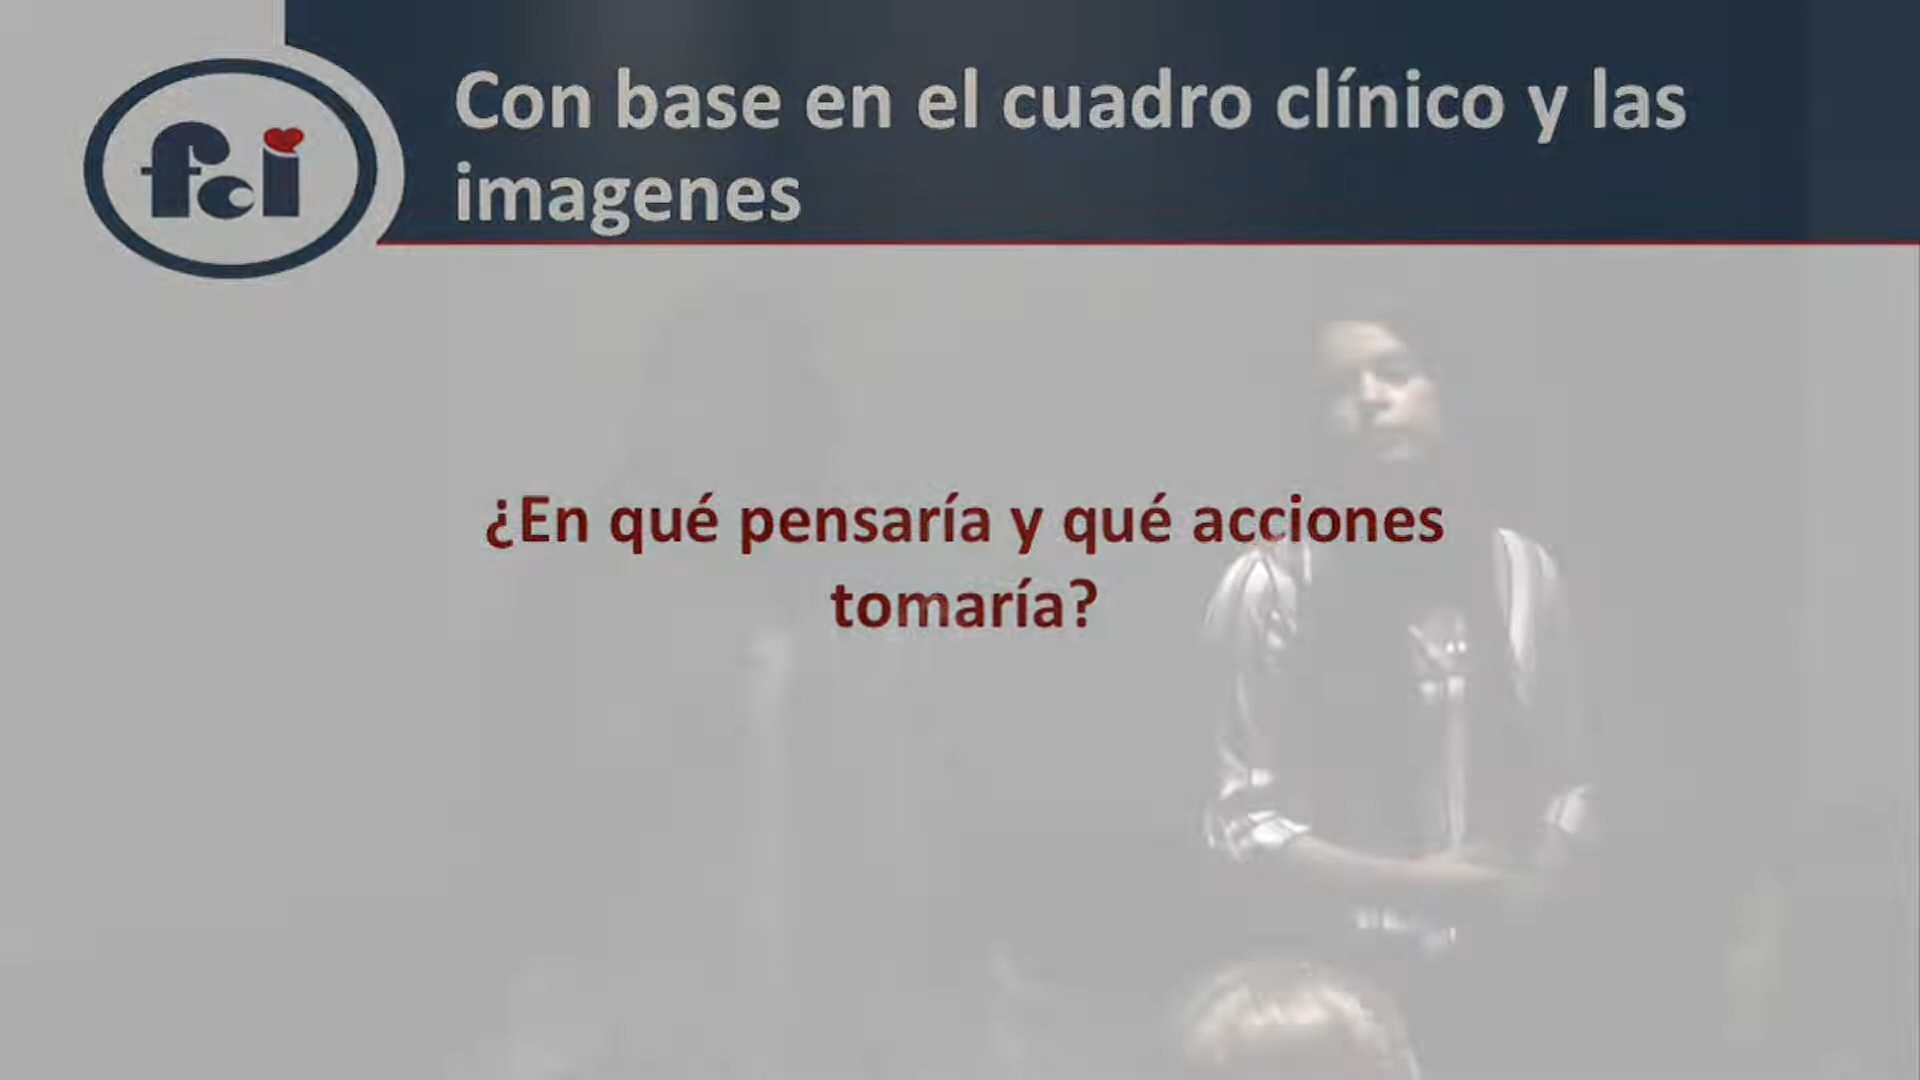 fci
Con base en el cuadro clínico y las
imagenes
¿En qué pensaría y qué acciones
tomaría?